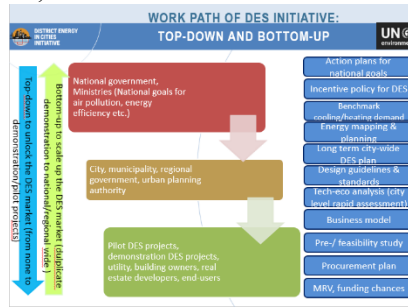 WORK PATH OF DES INITIATIVE:
TOP-DOWN AND BOTTOM-UP
DISTRICT ENERGY
IN CITIES
INITIATIVE
UN
environment
Top-down to unlock the DES market (from none to
demonstration/pilot projects)
Bottom-up to scale up the DES market (duplicate
demonstration to national/regional wide )
National government,
Ministries (National goals for
air pollution, energy
efficiency etc.)
City, municipality, regional
government, urban planning
authority
Pilot DES projects,
demonstration DES projects,
utility, building owners, real
estate developers, end-users
Action plans for
national goals
Incentive policy for DES
Benchmark
cooling/heating demand
Energy mapping &
planning
Long term city-wide
DES plan
Design guidelines &
standards
Tech-eco analysis (city
level rapid assessment)
Business model
Pre-/ feasibility study
Procurement plan
MRV, funding chances